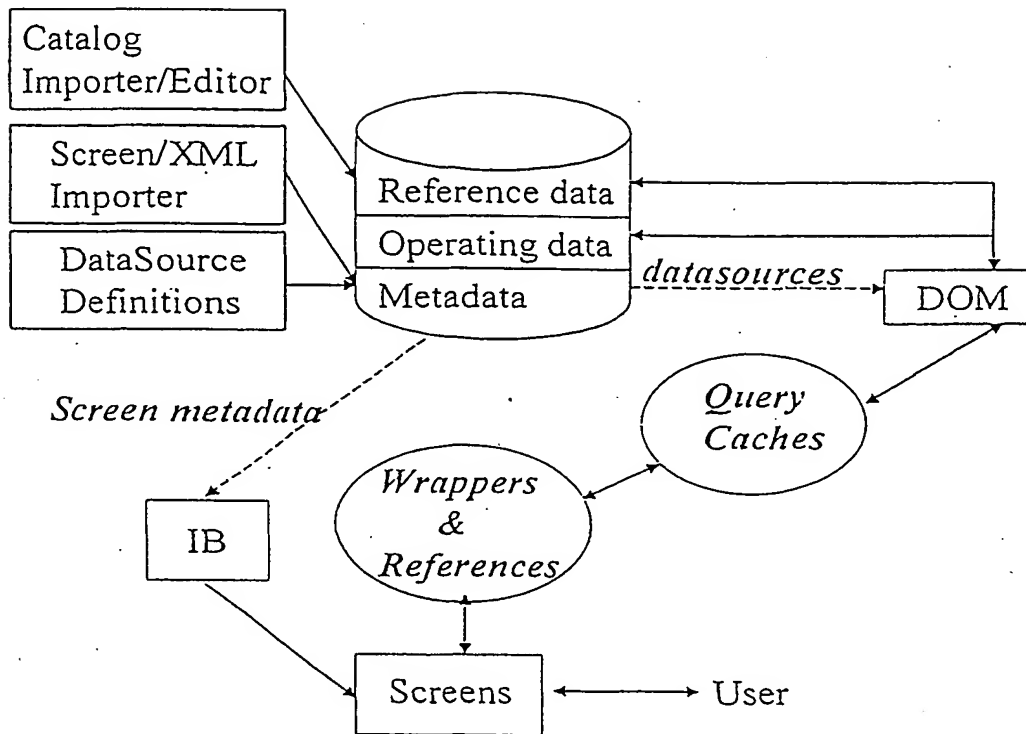 Catalog
Importer/Editor
Screen/XML
Importer
DataSource
Definitions
Reference data
Operating data
Metadata
datasources
DOM
Screen metadata
Query
Caches
Wrappers
&
References
IB
Screens
User